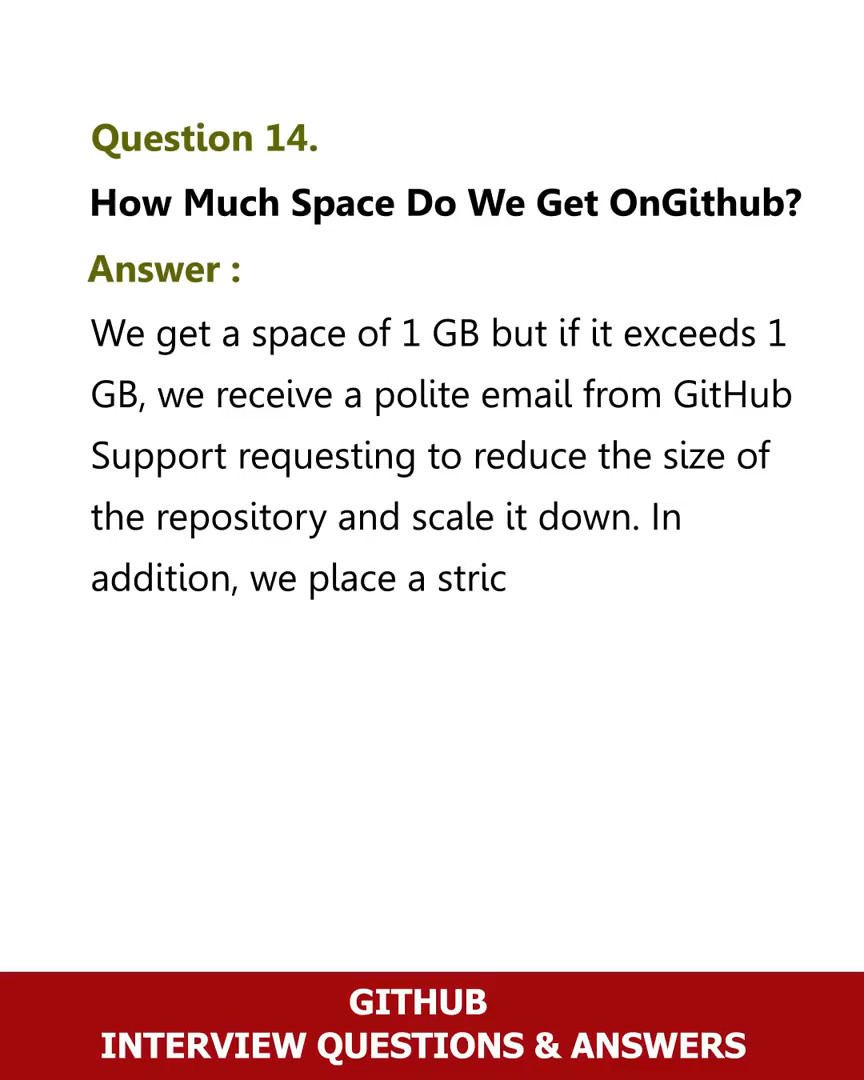 Question 14.
How Much Space Do We Get OnGithub?
Answer :
We get a space of 1 GB but if it exceeds 1
GB, we receive a polite email from GitHub
Support requesting to reduce the size of
the repository and scale it down. In
addition, we place a stric
GITHUB
INTERVIEW QUESTIONS & ANSWERS